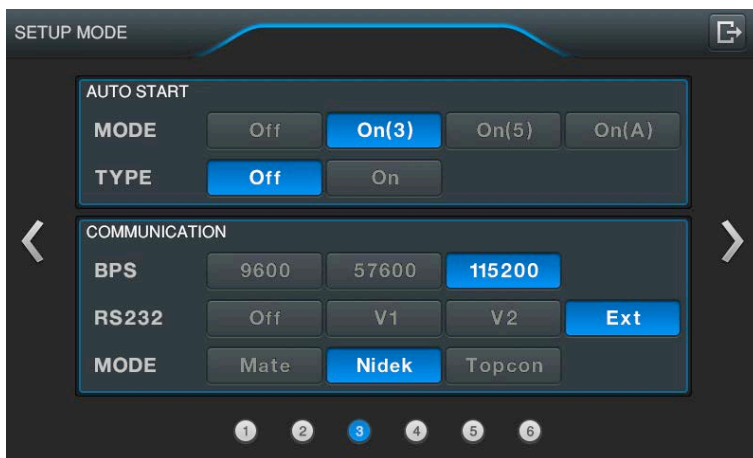 SETUP MODE
AUTO START
MODE Off On(3) On(5) On(A)
TYPE Off On
COMMUNICATION
BPS 9600 57600 115200
RS232 Off V1 V2 Ext
MODE Mate Nidek Topcon
1 2 3 4 5 6